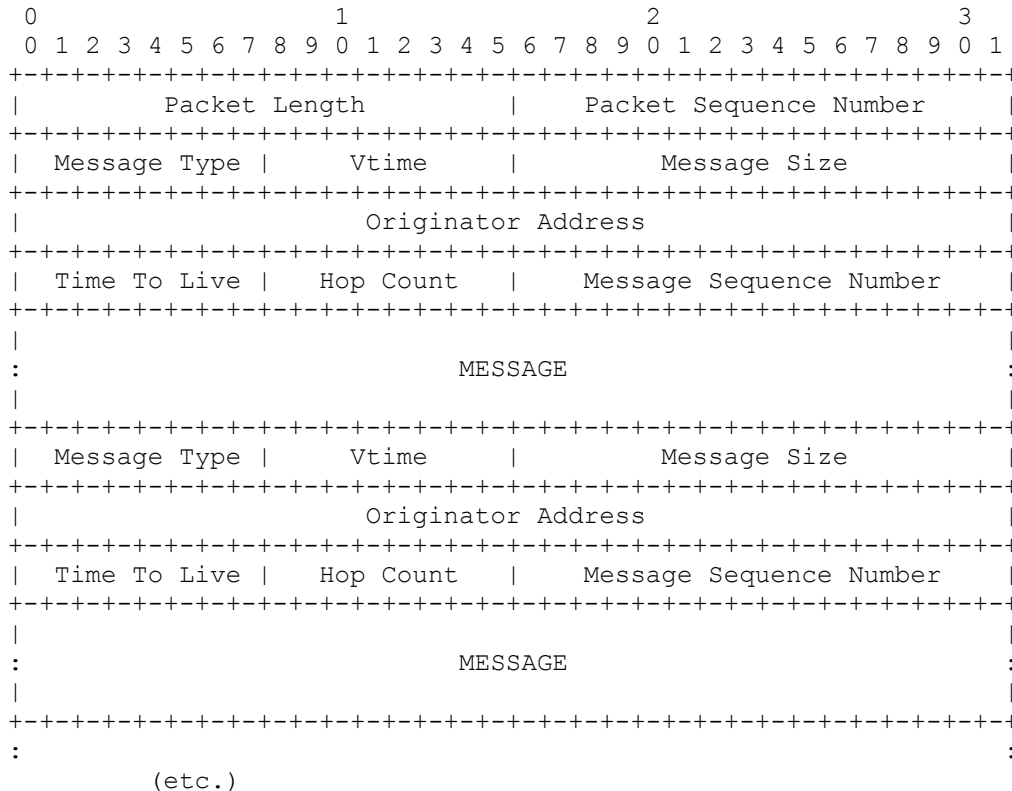 0                   1                   2                   3
 0 1 2 3 4 5 6 7 8 9 0 1 2 3 4 5 6 7 8 9 0 1 2 3 4 5 6 7 8 9 0 1
+-+-+-+-+-+-+-+-+-+-+-+-+-+-+-+-+-+-+-+-+-+-+-+-+-+-+-+-+-+-+-+-+
|         Packet Length         |    Packet Sequence Number     |
+-+-+-+-+-+-+-+-+-+-+-+-+-+-+-+-+-+-+-+-+-+-+-+-+-+-+-+-+-+-+-+-+
|  Message Type |     Vtime     |         Message Size          |
+-+-+-+-+-+-+-+-+-+-+-+-+-+-+-+-+-+-+-+-+-+-+-+-+-+-+-+-+-+-+-+-+
|                      Originator Address                       |
+-+-+-+-+-+-+-+-+-+-+-+-+-+-+-+-+-+-+-+-+-+-+-+-+-+-+-+-+-+-+-+-+
|  Time To Live |   Hop Count   |    Message Sequence Number    |
+-+-+-+-+-+-+-+-+-+-+-+-+-+-+-+-+-+-+-+-+-+-+-+-+-+-+-+-+-+-+-+-+
|                                                               |
:                            MESSAGE                            :
|                                                               |
+-+-+-+-+-+-+-+-+-+-+-+-+-+-+-+-+-+-+-+-+-+-+-+-+-+-+-+-+-+-+-+-+
|  Message Type |     Vtime     |         Message Size          |
+-+-+-+-+-+-+-+-+-+-+-+-+-+-+-+-+-+-+-+-+-+-+-+-+-+-+-+-+-+-+-+-+
|                      Originator Address                       |
+-+-+-+-+-+-+-+-+-+-+-+-+-+-+-+-+-+-+-+-+-+-+-+-+-+-+-+-+-+-+-+-+
|  Time To Live |   Hop Count   |    Message Sequence Number    |
+-+-+-+-+-+-+-+-+-+-+-+-+-+-+-+-+-+-+-+-+-+-+-+-+-+-+-+-+-+-+-+-+
|                                                               |
:                            MESSAGE                            :
|                                                               |
+-+-+-+-+-+-+-+-+-+-+-+-+-+-+-+-+-+-+-+-+-+-+-+-+-+-+-+-+-+-+-+-+
:                                                               :
         (etc.)